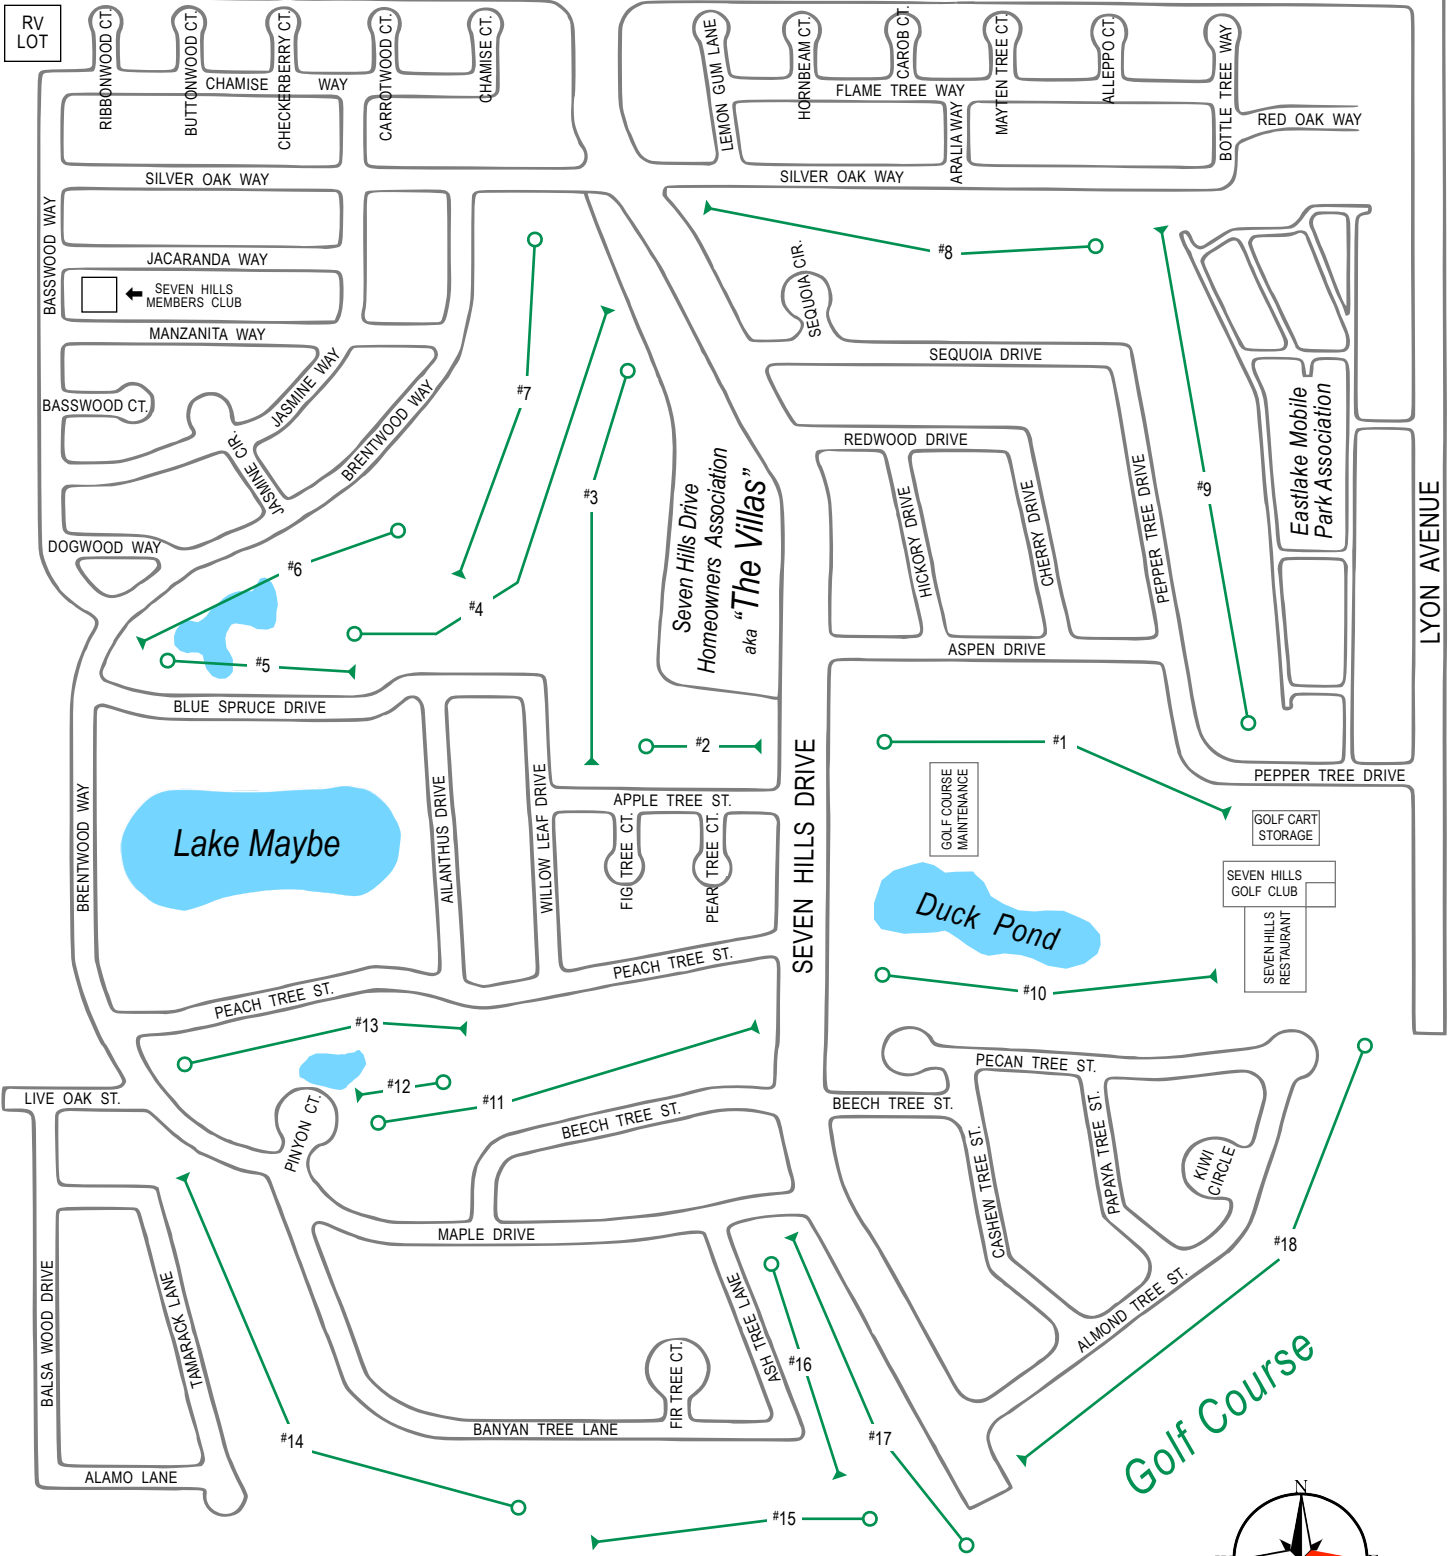 RV
LOT
RIBBONWOOD CT.
BUTTONWOOD CT.
CHECKERBERRY CT.
CARROTWOOD CT.
CHAMISE CT.
CHAMISE WAY
LEMON GUM LANE
HORNBEAM CT.
CAROB CT.
MAYTEN TREE CT.
ALLEPPO CT.
BOTTLE TREE WAY
FLAME TREE WAY
ARALIA WAY
RED OAK WAY
SILVER OAK WAY
SILVER OAK WAY
BASSWOOD WAY
JACARANDA WAY
SEVEN HILLS
MEMBERS CLUB
MANZANITA WAY
BASSWOOD CT.
JASMINE WAY
JASMINE CIR.
BRENTWOOD WAY
DOGWOOD WAY
#8
SEQUOIA CIR.
SEQUOIA DRIVE
#7
#3
#9
REDWOOD DRIVE
HICKORY DRIVE
CHERRY DRIVE
PEPPER TREE DRIVE
Eastlake Mobile
Park Association
LYON AVENUE
Seven Hills Drive
Homeowners Association
aka "The Villas"
#6
#4
#5
ASPEN DRIVE
BLUE SPRUCE DRIVE
#2
#1
SEVEN HILLS DRIVE
PEPPER TREE DRIVE
APPLE TREE ST.
FIG TREE CT.
PEAR TREE CT.
BRENTWOOD WAY
Lake Maybe
AILANTHUS DRIVE
WILLOW LEAF DRIVE
GOLF COURSE
MAINTENANCE
GOLF CART
STORAGE
SEVEN HILLS
GOLF CLUB
SEVEN HILLS
RESTAURANT
Duck Pond
PEACH TREE ST.
PEACH TREE ST.
#10
#13
#12
#11
PECAN TREE ST.
LIVE OAK ST.
PINYON CT.
BEECH TREE ST.
BEECH TREE ST.
CASHEW TREE ST.
PAPAYA TREE ST.
KIWI
CIRCLE
MAPLE DRIVE
#18
BALSA WOOD DRIVE
TAMARACK LANE
ASH TREE LANE
ALMOND TREE ST.
#16
FIR TREE CT.
BANYAN TREE LANE
#14
#17
ALAMO LANE
#15
Golf Course
N